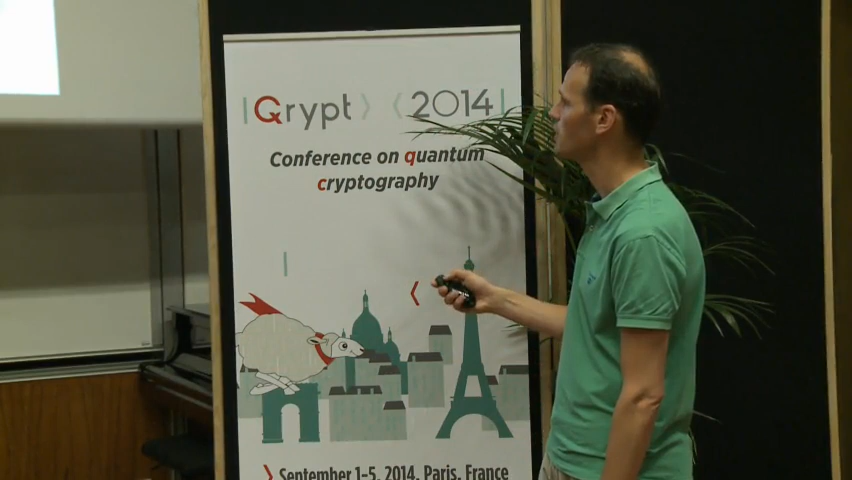 |Qrypt⟩⟨2014|
Conference on quantum
cryptography
September 1-5, 2014, Paris, France